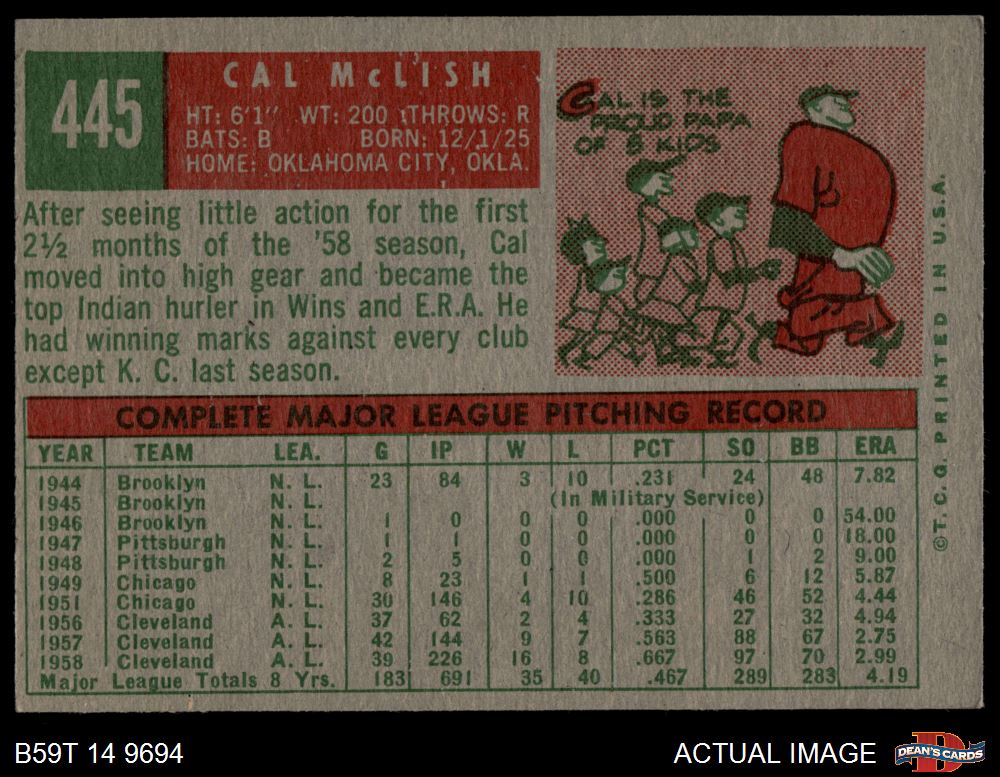 445
CAL McLISH
HT: 6'1" WT: 200 THROWS: R
BATS: B BORN: 12/1/25
HOME: OKLAHOMA CITY, OKLA.
CAL IS THE
PROUD PAPA
OF 8 KIDS
After seeing little action for the first
2½ months of the '58 season, Cal
moved into high gear and became the
top Indian hurler in Wins and E.R.A. He
had winning marks against every club
except K. C. last season.
COMPLETE MAJOR LEAGUE PITCHING RECORD
YEAR TEAM LEA. G IP W L PCT SO BB ERA
1944 Brooklyn N. L. 23 84 3 10 .231 24 48 7.82
1945 Brooklyn N. L. (In Military Service)
1946 Brooklyn N. L. 1 0 0 0 .000 0 0 54.00
1947 Pittsburgh N. L. 1 1 0 0 .000 0 0 18.00
1948 Pittsburgh N. L. 2 5 0 0 .000 1 2 9.00
1949 Chicago N. L. 8 23 1 1 .500 6 12 5.87
1951 Chicago N. L. 30 146 4 10 .286 46 52 4.44
1956 Cleveland A. L. 37 62 2 4 .333 27 32 4.94
1957 Cleveland A. L. 42 144 9 7 .563 88 67 2.75
1958 Cleveland A. L. 39 226 16 8 .667 97 70 2.99
Major League Totals 8 Yrs. 183 691 35 40 .467 289 283 4.19
©T. C. G. PRINTED IN U.S.A.
B59T 14 9694
ACTUAL IMAGE
DEAN'S CARDS